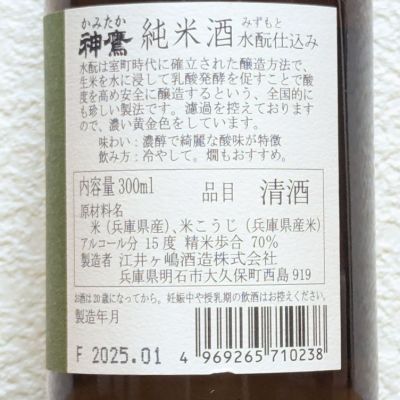 かみたか みずもと
神鷹 純米酒 水酛仕込み
水酛は室町時代に確立された醸造方法で、
生米を水に浸して乳酸発酵を促すことで酸
度を高め安全に醸造するという、全国的に
も珍しい製法です。濾過を控えております
ので、濃い黄金色をしています。
味わい:濃醇で綺麗な酸味が特徴
飲み方:冷やして。燗もおすすめ。
内容量300ml 品目 清酒
原材料名
米(兵庫県産)、米こうじ(兵庫県産米)
アルコール分 15度 精米歩合 70%
製造者 江井ヶ嶋酒造株式会社
兵庫県明石市大久保町西島919
お酒は20歳になってから。妊娠中や授乳期の飲酒はお控えください。
製造年月
F 2025.01
4 969265 710238